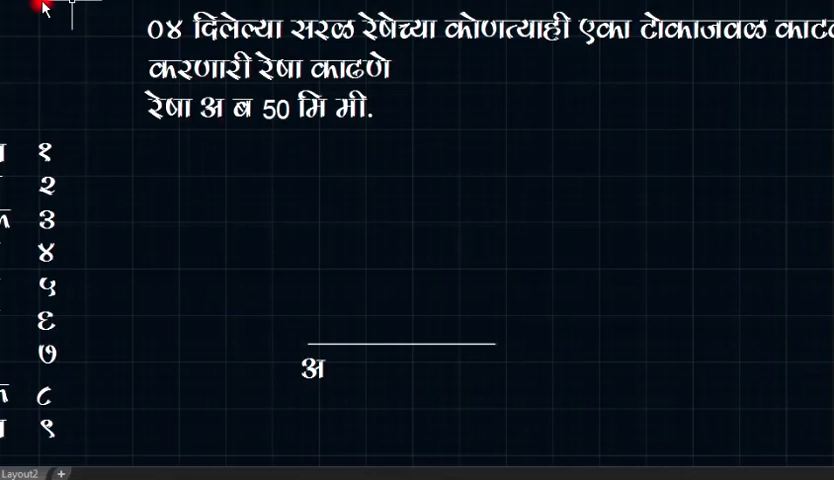 ०४ दिलेल्या सरळ रेषेच्या कोणत्याही एका टोकाजवळ
करणारी रेषा काढणे
रेषा अ ब 50 मि मी.
१
२
३
४
५
६
७
८
९
अ
Layout2 +